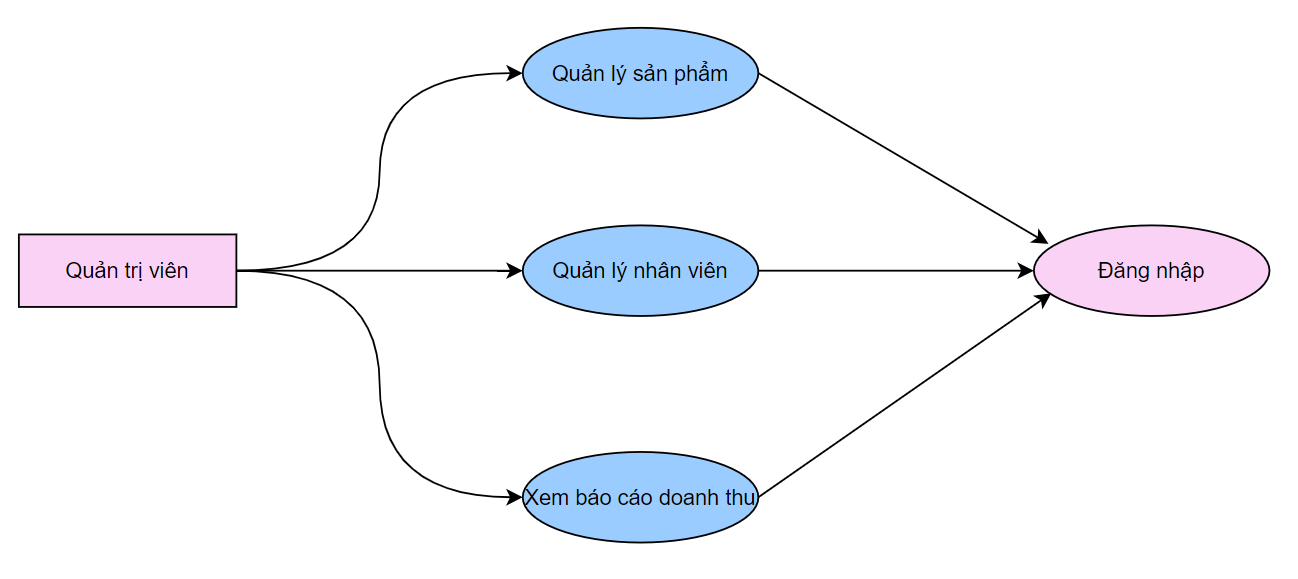 Quản lý sản phẩm
Quản trị viên
Quản lý nhân viên
Đăng nhập
Xem báo cáo doanh thu